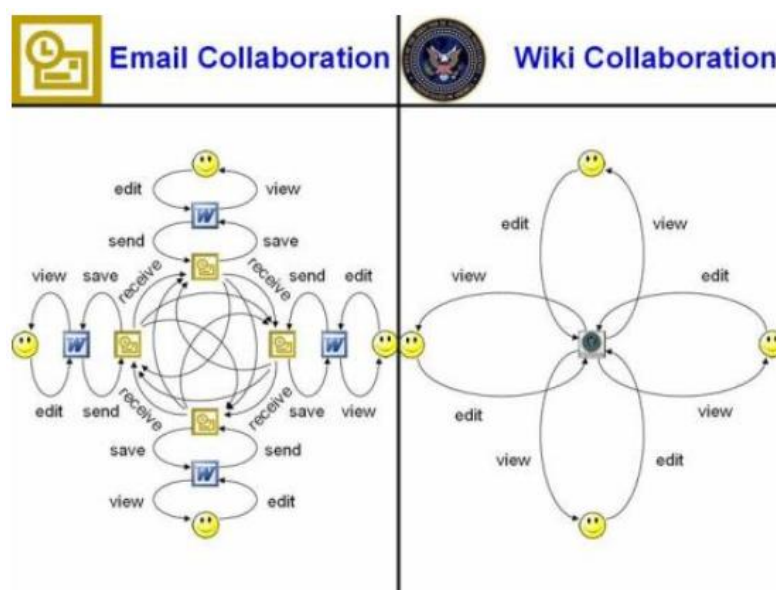 Email Collaboration
Wiki Collaboration
edit view
send save
receive receive
view save send edit
edit send save view
receive receive
save send
view edit
edit view
view edit
edit view
view edit